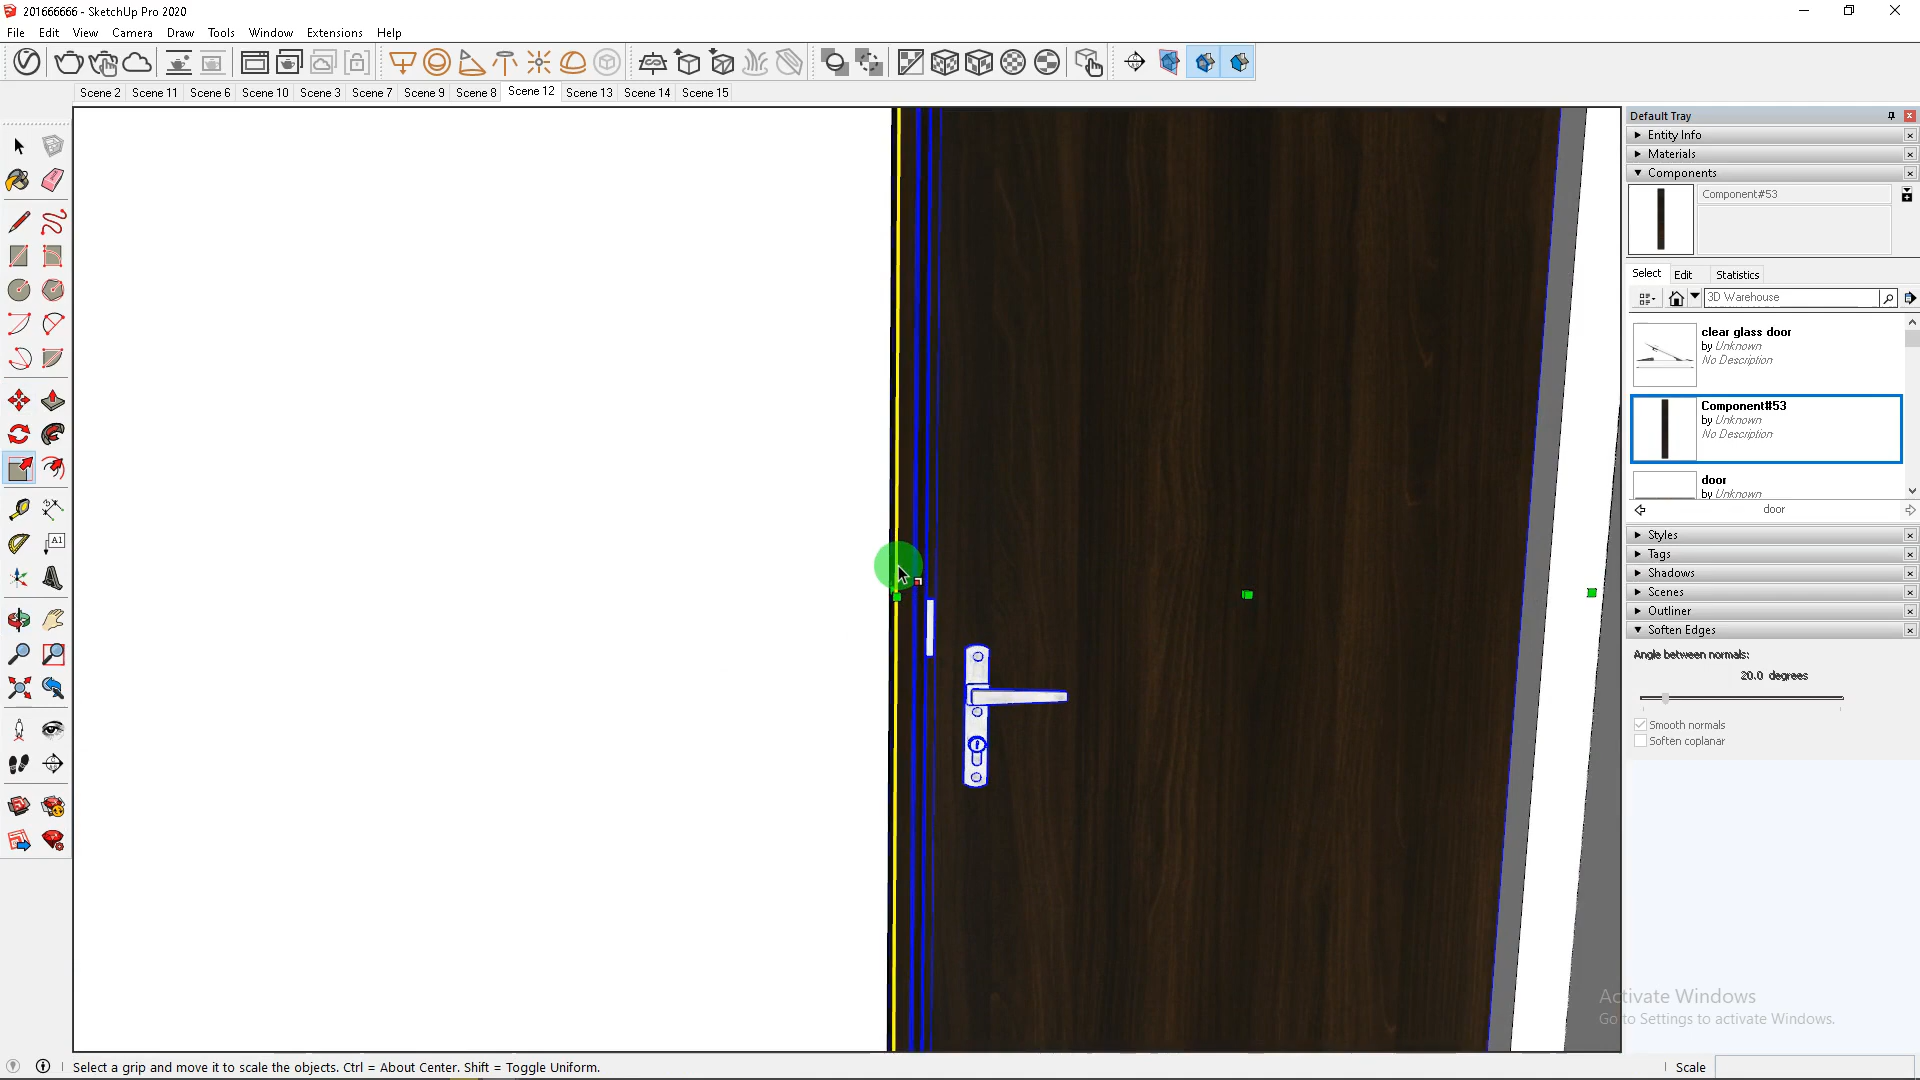 201666666 - SketchUp Pro 2020
File Edit View Camera Draw Tools Window Extensions Help
Scene 2 Scene 11 Scene 6 Scene 10 Scene 3 Scene 7 Scene 9 Scene 8 Scene 12 Scene 13 Scene 14 Scene 15
Default Tray
Entity Info
Materials
Components
Component#53
Select Edit Statistics
3D Warehouse
clear glass door
by Unknown
No Description
Component#53
by Unknown
No Description
door
by Unknown
door
Styles
Tags
Shadows
Scenes
Outliner
Soften Edges
Angle between normals:
20.0 degrees
Smooth normals
Soften coplanar
A1
Activate Windows
Go to Settings to activate Windows.
Select a grip and move it to scale the objects. Ctrl = About Center. Shift = Toggle Uniform.
Scale